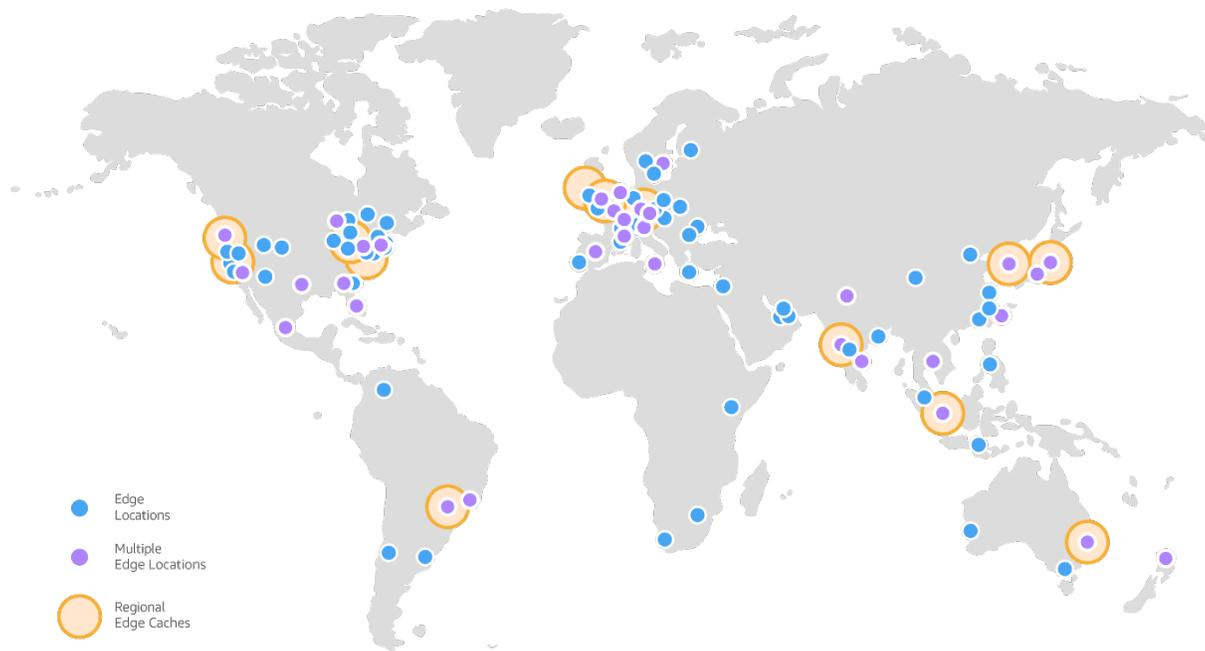 Edge
Locations
Multiple
Edge Locations
Regional
Edge Caches